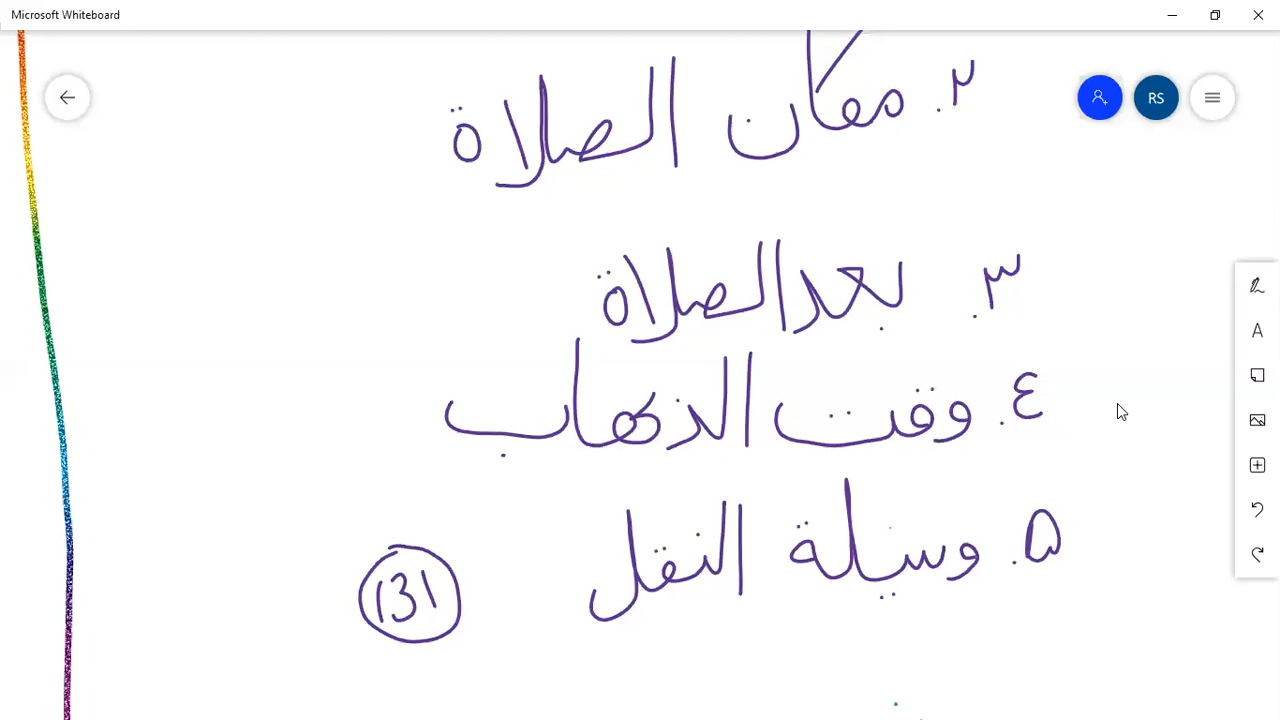 Microsoft Whiteboard
RS
٢. مكان الصلاة
٣. بعد الصلاة
٤. وقت الذهاب
٥. وسيلة النقل
131